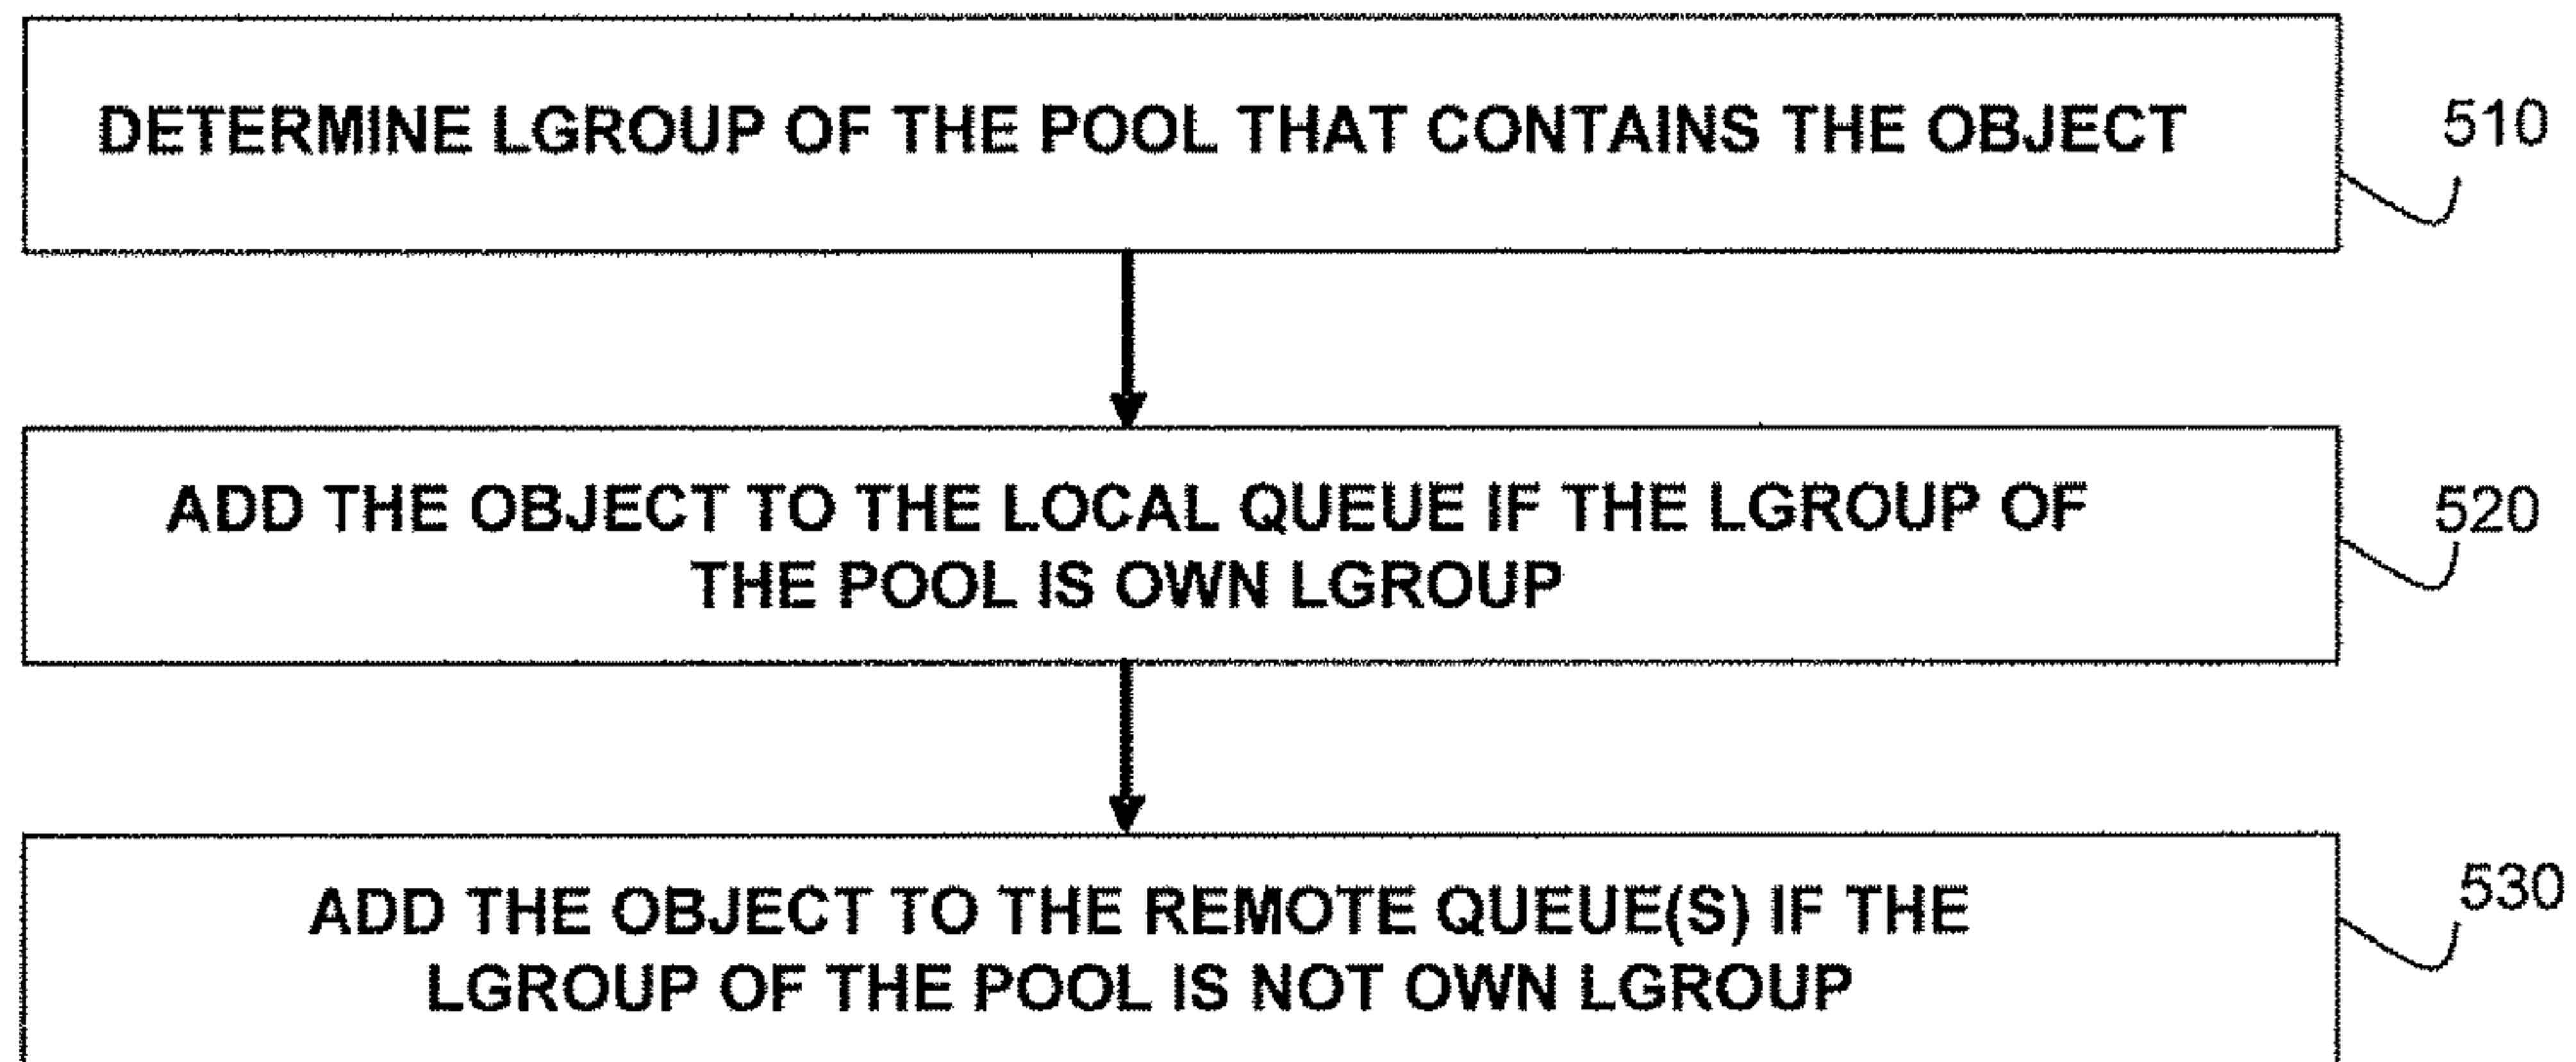 DETERMINE LGROUP OF THE POOL THAT CONTAINS THE OBJECT
510
ADD THE OBJECT TO THE LOCAL QUEUE IF THE LGROUP OF
THE POOL IS OWN LGROUP
520
ADD THE OBJECT TO THE REMOTE QUEUE(S) IF THE
LGROUP OF THE POOL IS NOT OWN LGROUP
530